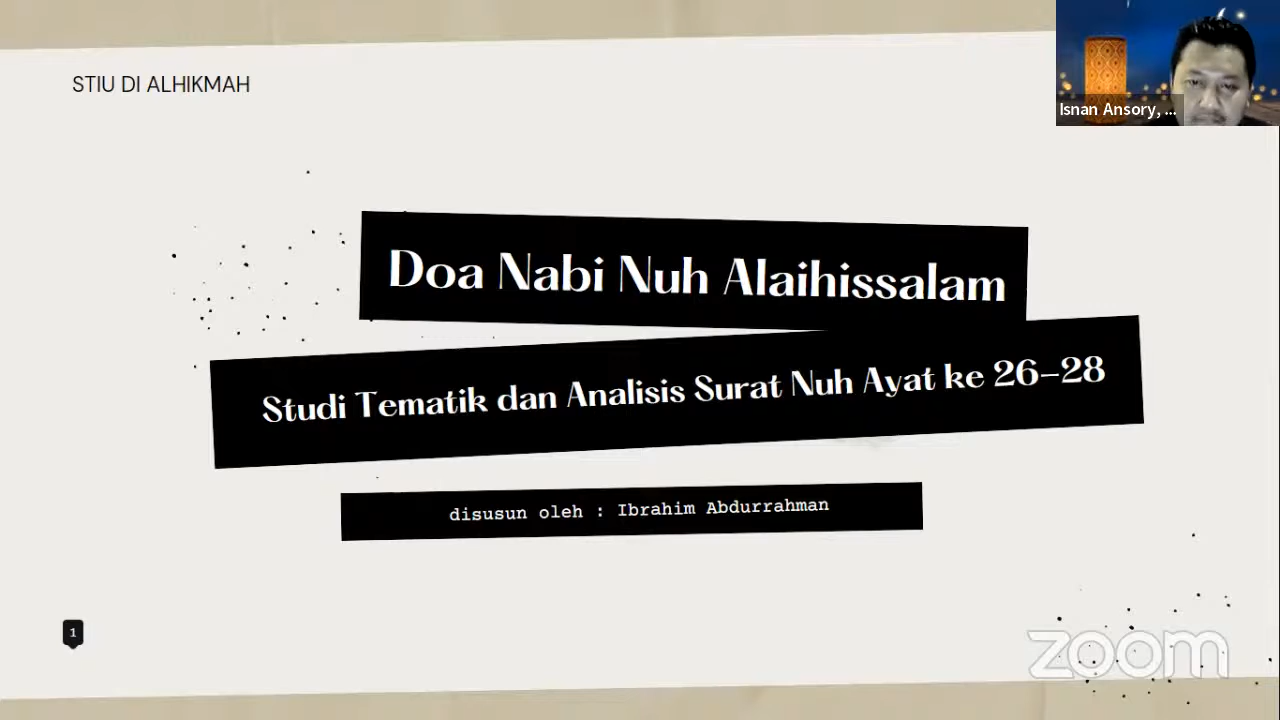 STIU DI ALHIKMAH
Isnan Ansory, ...
Doa Nabi Nuh Alaihissalam
Studi Tematik dan Analisis Surat Nuh Ayat ke 26-28
disusun oleh : Ibrahim Abdurrahman
1
zoom